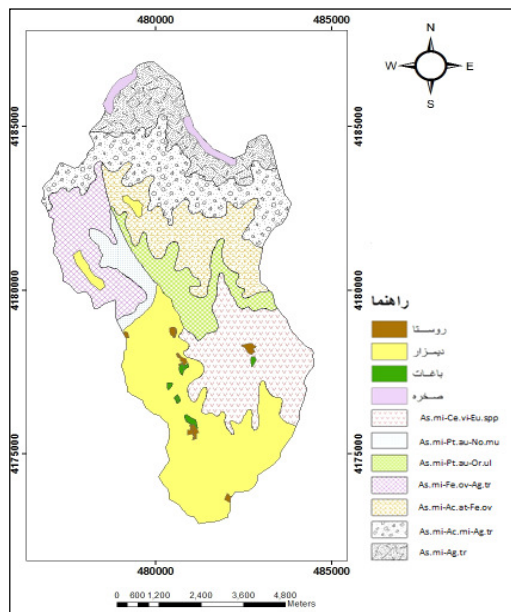 480000 485000
N
W E
S
4185000 4185000
4180000 4180000
راهنما
روستا
دیمزار
باغات
صخره
As.mi-Ce.vi-Eu.spp
As.mi-Pt.au-No.mu
As.mi-Pt.au-Or.ul
As.mi-Fe.ov-Ag.tr
As.mi-Ac.at-Fe.ov
As.mi-Ac.mi-Ag.tr
As.mi-Ag.tr
4175000 4175000
480000 485000
0 600 1,200 2,400 3,600 4,800
Meters